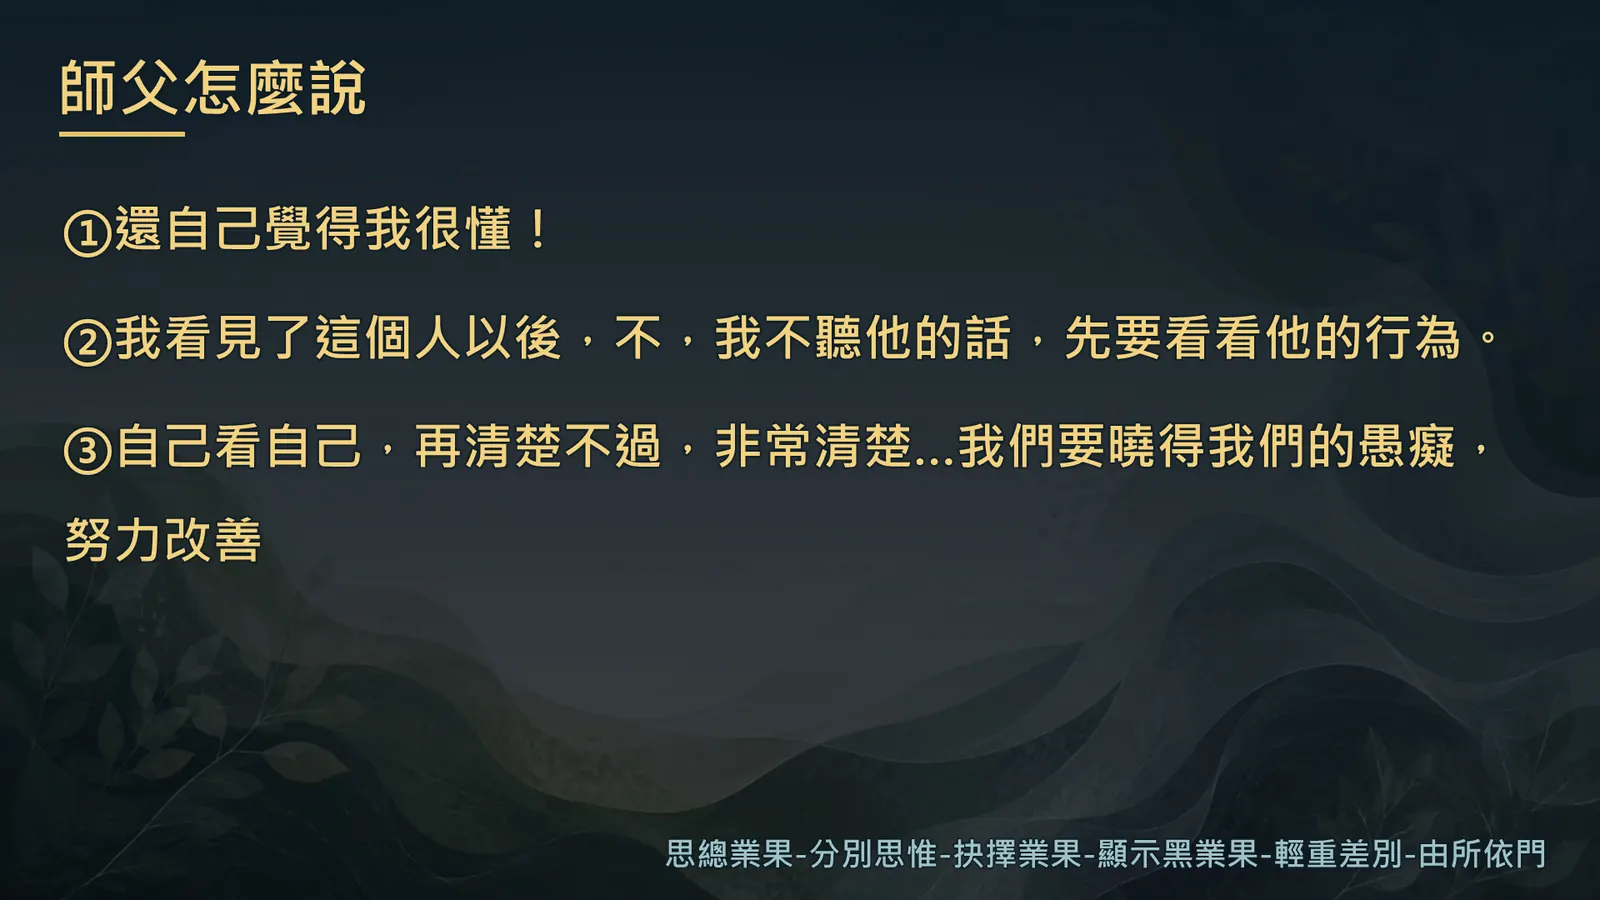 師父怎麼說
①還自己覺得我很懂！
②我看見了這個人以後，不，我不聽他的話，先要看看他的行為。
③自己看自己，再清楚不過，非常清楚...我們要曉得我們的愚癡，
努力改善
思總業果-分別思惟-抉擇業果-顯示黑業果-輕重差別-由所依門